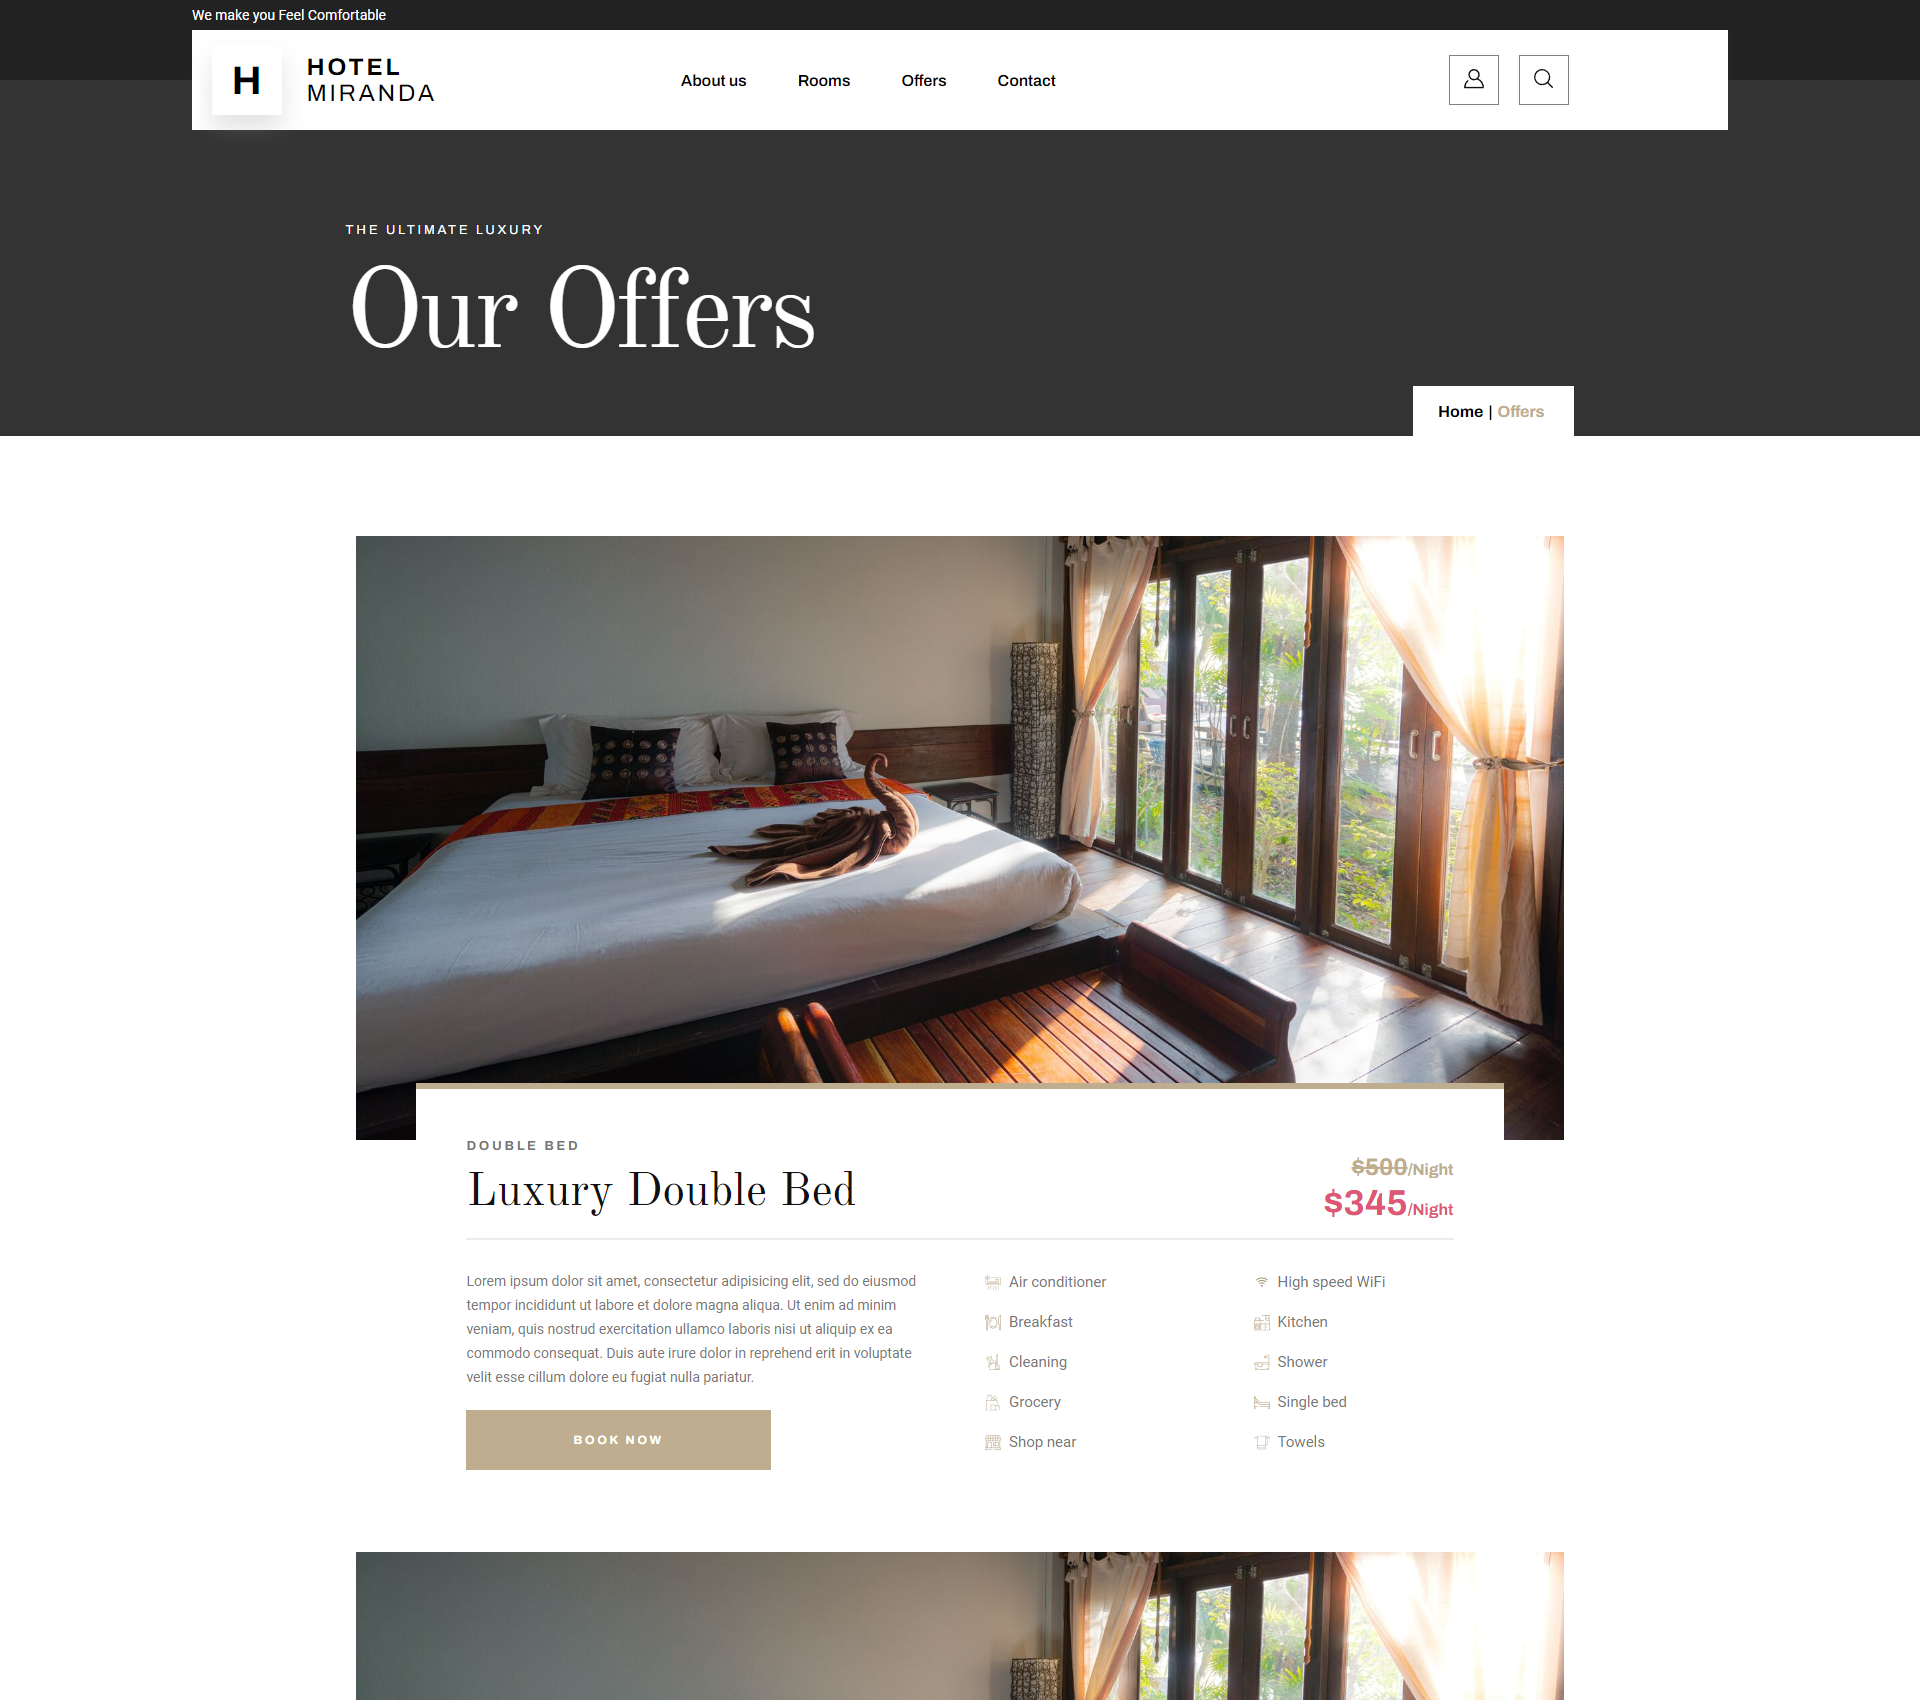 We make you Feel Comfortable
H
HOTEL
MIRANDA
About us
Rooms
Offers
Contact
THE ULTIMATE LUXURY
Our Offers
Home | Offers
DOUBLE BED
Luxury Double Bed
$500/Night
$345/Night
Lorem ipsum dolor sit amet, consectetur adipisicing elit, sed do eiusmod
tempor incididunt ut labore et dolore magna aliqua. Ut enim ad minim
veniam, quis nostrud exercitation ullamco laboris nisi ut aliquip ex ea
commodo consequat. Duis aute irure dolor in reprehend erit in voluptate
velit esse cillum dolore eu fugiat nulla pariatur.
BOOK NOW
Air conditioner
Breakfast
Cleaning
Grocery
Shop near
High speed WiFi
Kitchen
Shower
Single bed
Towels